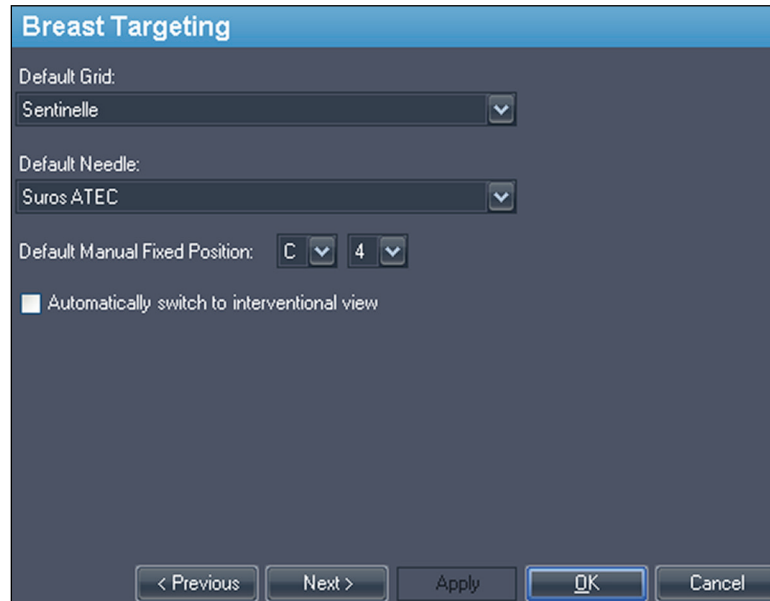 Breast Targeting
Default Grid:
Sentinelle
Default Needle:
Suros ATEC
Default Manual Fixed Position: C 4
Automatically switch to interventional view
< Previous Next > Apply OK Cancel